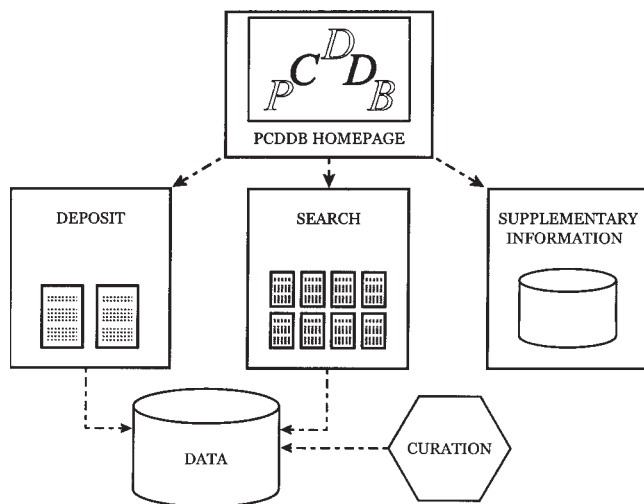 PCDDB
PCDDB HOMEPAGE
DEPOSIT
SEARCH
SUPPLEMENTARY
INFORMATION
DATA
CURATION